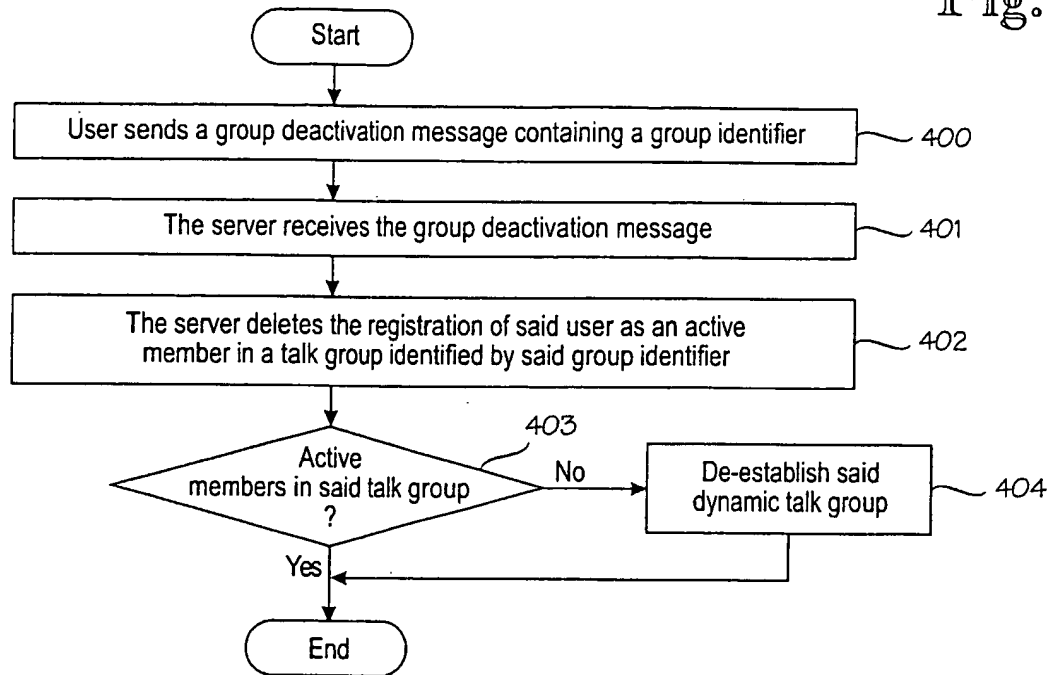 Fig.
Start
User sends a group deactivation message containing a group identifier
400
The server receives the group deactivation message
401
The server deletes the registration of said user as an active
member in a talk group identified by said group identifier
402
403
Active
members in said talk group
?
No
De-establish said
dynamic talk group
404
Yes
End